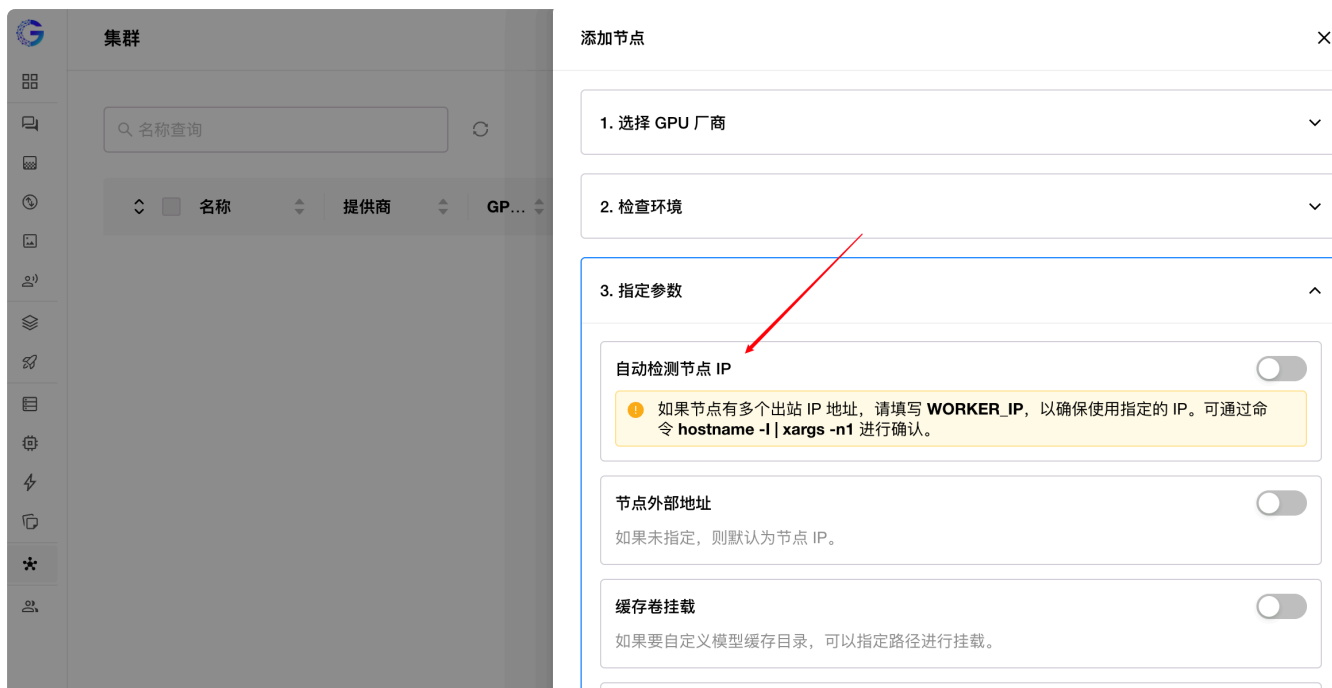 集群
添加节点
名称查询
名称
提供商
GP...
1. 选择 GPU 厂商
2. 检查环境
3. 指定参数
自动检测节点 IP
如果节点有多个出站 IP 地址，请填写 WORKER_IP，以确保使用指定的 IP。可通过命
令 hostname -I | xargs -n1 进行确认。
节点外部地址
如果未指定，则默认为节点 IP。
缓存卷挂载
如果要自定义模型缓存目录，可以指定路径进行挂载。